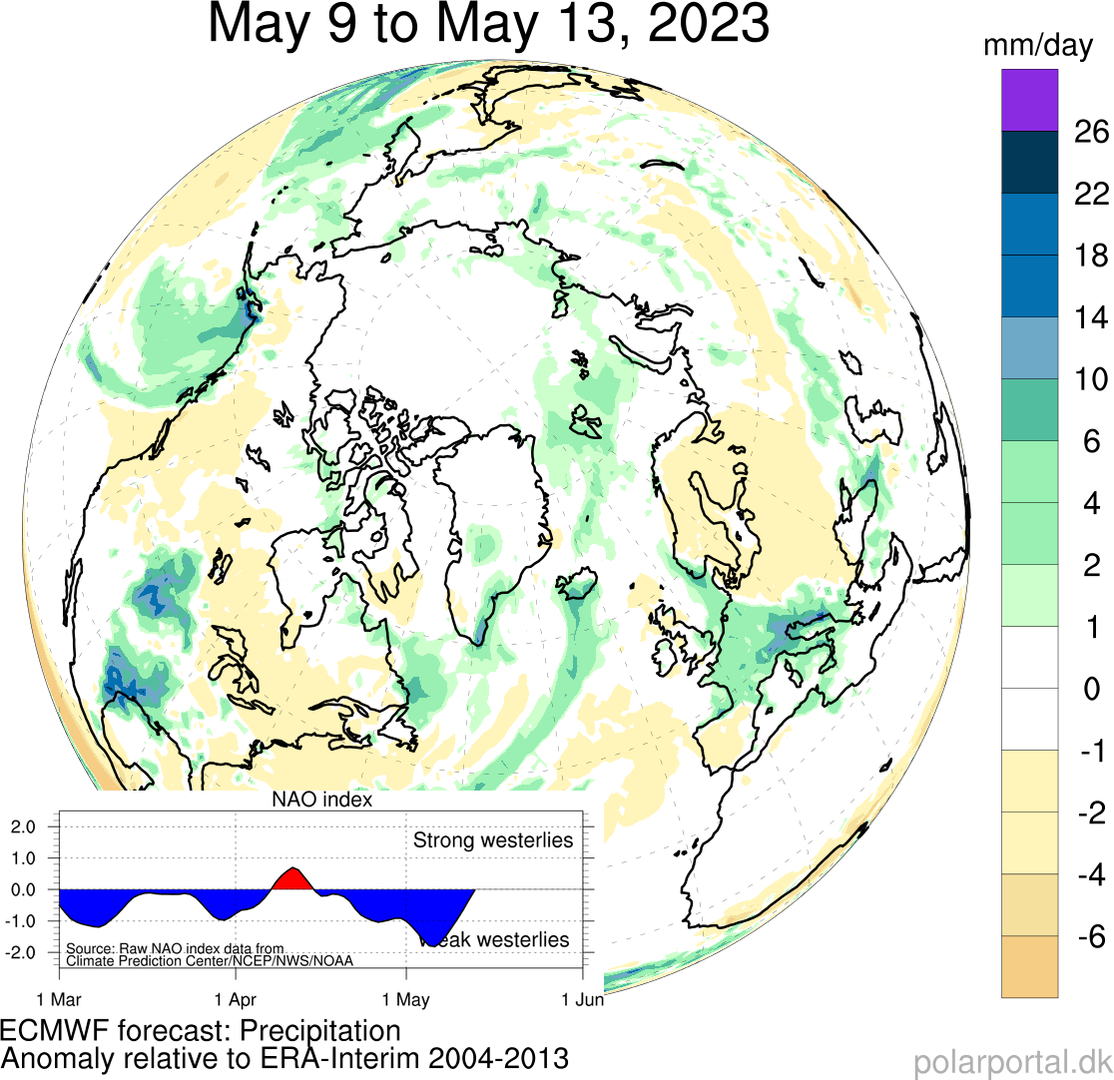 May 9 to May 13, 2023
mm/day
26
22
18
14
10
6
4
2
1
0
-1
-2
-4
-6
NAO index
2.0
1.0
0.0
-1.0
-2.0
Strong westerlies
Weak westerlies
Source: Raw NAO index data from
Climate Prediction Center/NCEP/NWS/NOAA
1 Mar
1 Apr
1 May
1 Jun
ECMWF forecast: Precipitation
Anomaly relative to ERA-Interim 2004-2013
polarportal.dk